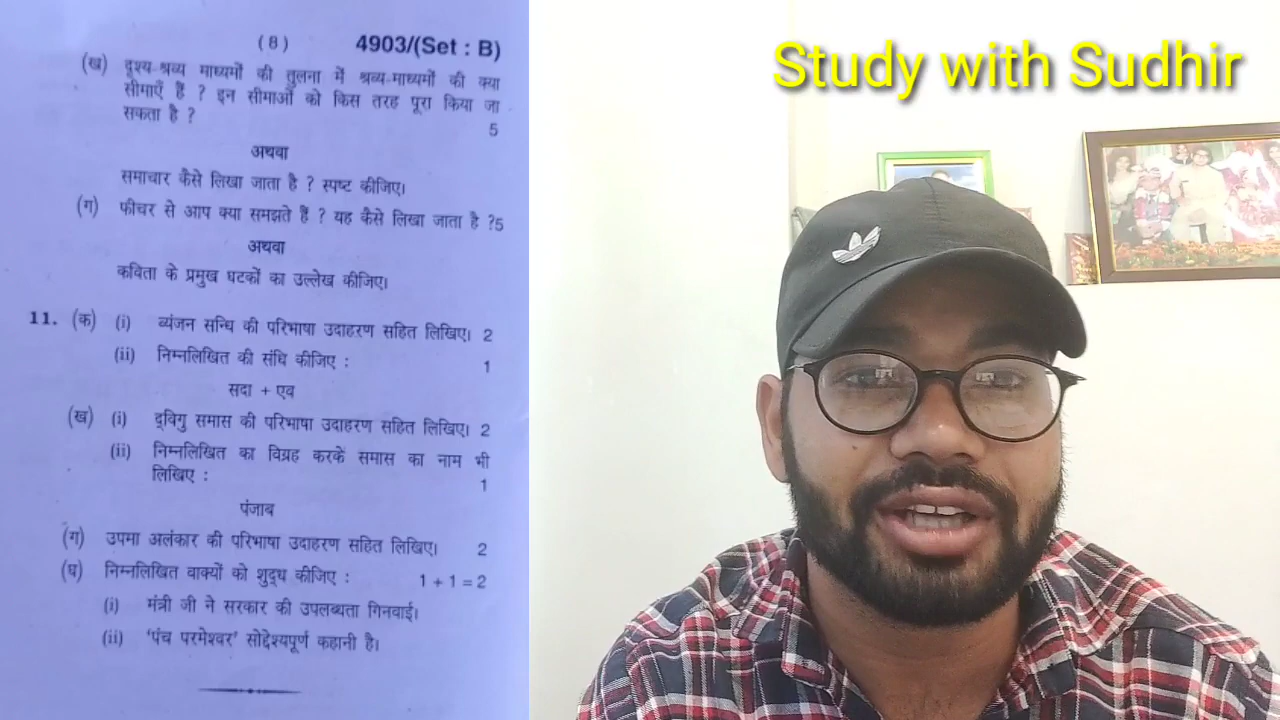 (8) 4903/(Set : B)
(ख) दृश्य-श्रव्य माध्यमों की तुलना में श्रव्य-माध्यमों की क्या
सीमाएँ हैं ? इन सीमाओं को किस तरह पूरा किया जा
सकता है ?
5
अथवा
समाचार कैसे लिखा जाता है ? स्पष्ट कीजिए।
(ग) फीचर से आप क्या समझते हैं ? यह कैसे लिखा जाता है ?5
अथवा
कविता के प्रमुख घटकों का उल्लेख कीजिए।
11. (क) (i) व्यंजन सन्धि की परिभाषा उदाहरण सहित लिखिए। 2
(ii) निम्नलिखित की संधि कीजिए : 1
सदा + एव
(ख) (i) द्विगु समास की परिभाषा उदाहरण सहित लिखिए। 2
(ii) निम्नलिखित का विग्रह करके समास का नाम भी
लिखिए :
1
पंजाब
(ग) उपमा अलंकार की परिभाषा उदाहरण सहित लिखिए। 2
(घ) निम्नलिखित वाक्यों को शुद्ध कीजिए : 1 + 1 = 2
(i) मंत्री जी ने सरकार की उपलब्धता गिनवाई।
(ii) 'पंच परमेश्वर' सोद्देश्यपूर्ण कहानी है।
Study with Sudhir